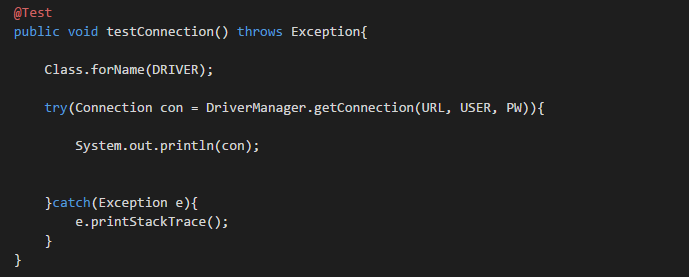 @Test
public void testConnection() throws Exception{
Class.forName(DRIVER);
try(Connection con = DriverManager.getConnection(URL, USER, PW)){
System.out.println(con);
}catch(Exception e){
e.printStackTrace();
}
}